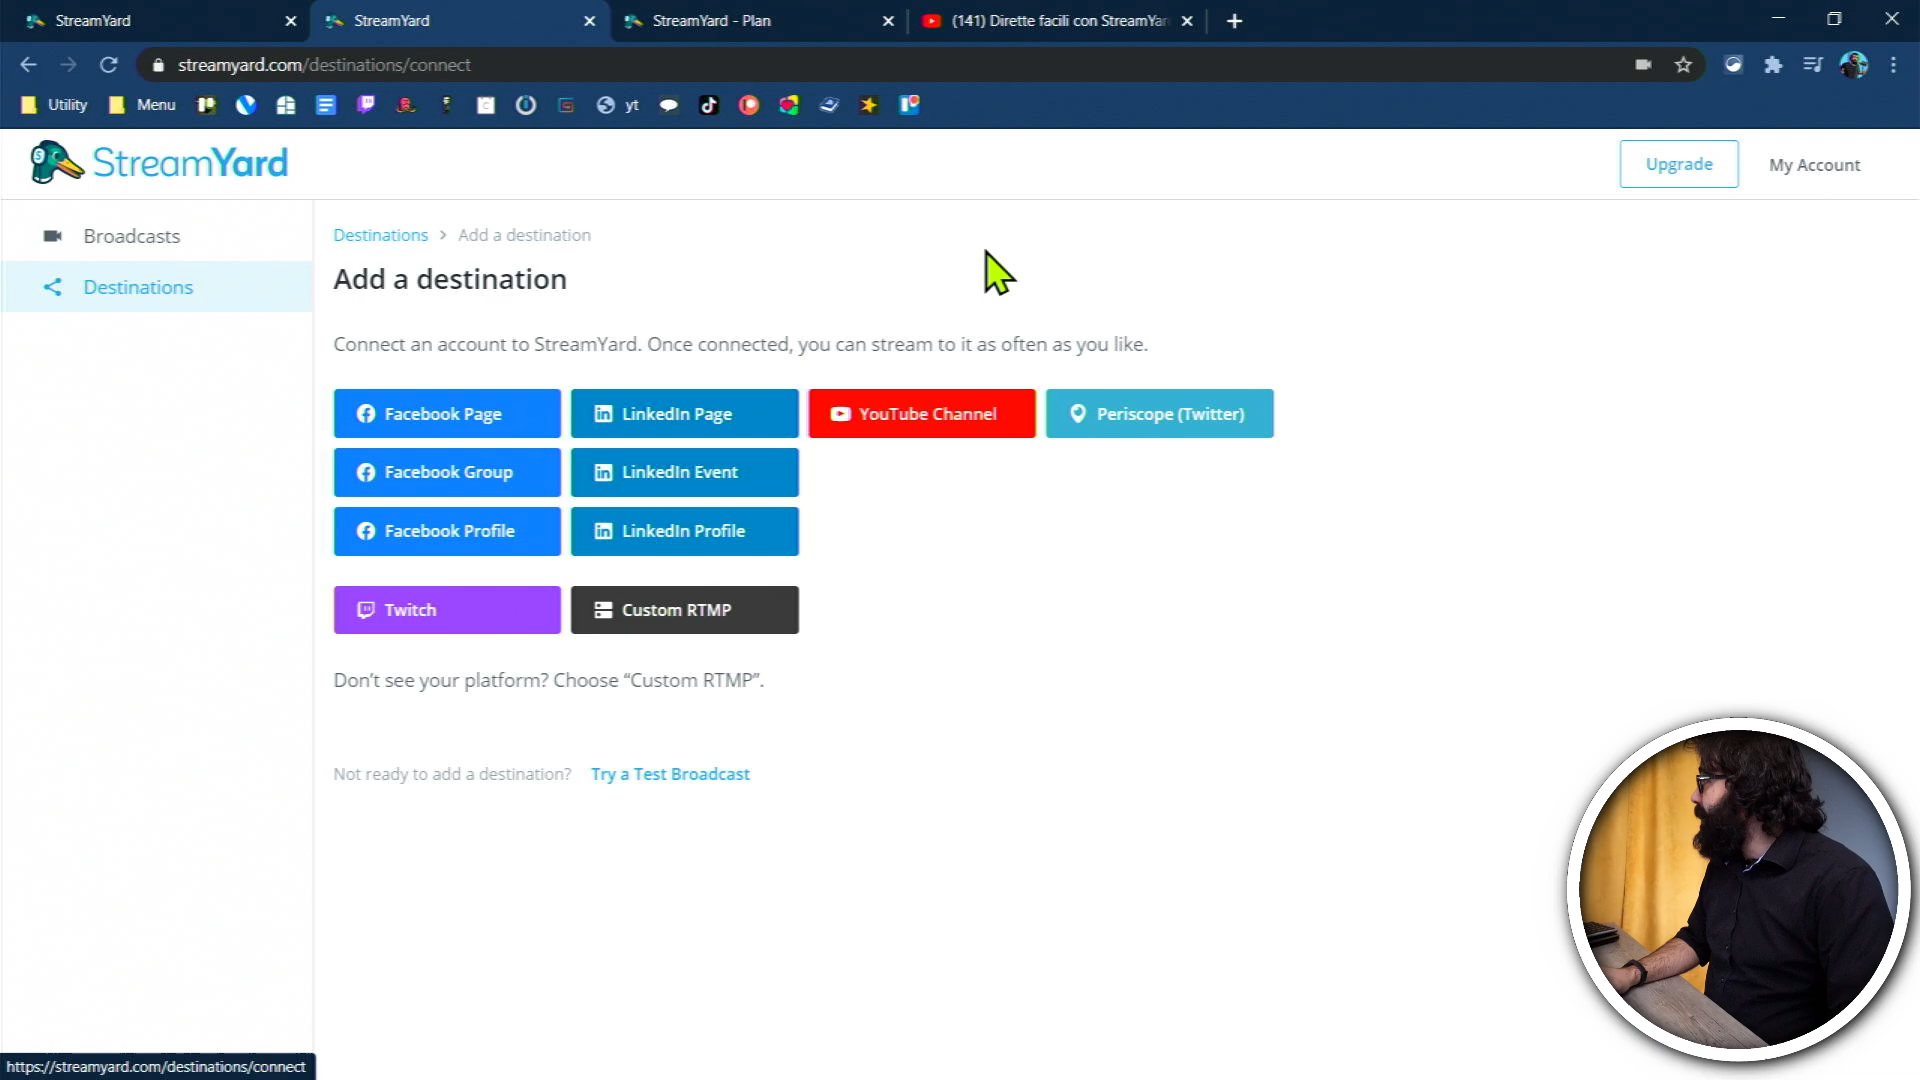 StreamYard
StreamYard
StreamYard - Plan
(141) Dirette facili con StreamYar
streamyard.com/destinations/connect
Utility
Menu
yt
StreamYard
Upgrade
My Account
Broadcasts
Destinations
Destinations > Add a destination
Add a destination
Connect an account to StreamYard. Once connected, you can stream to it as often as you like.
Facebook Page
LinkedIn Page
YouTube Channel
Periscope (Twitter)
Facebook Group
LinkedIn Event
Facebook Profile
LinkedIn Profile
Twitch
Custom RTMP
Don't see your platform? Choose “Custom RTMP”.
Not ready to add a destination? Try a Test Broadcast
https://streamyard.com/destinations/connect